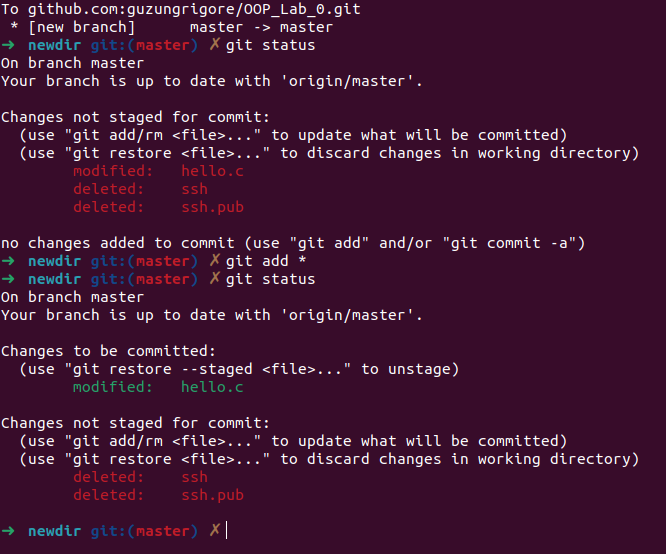 To github.com:guzungrigore/OOP_Lab_0.git
 * [new branch]      master -> master
➜  newdir git:(master) ✗ git status
On branch master
Your branch is up to date with 'origin/master'.

Changes not staged for commit:
  (use "git add/rm <file>..." to update what will be committed)
  (use "git restore <file>..." to discard changes in working directory)
        modified:   hello.c
        deleted:    ssh
        deleted:    ssh.pub

no changes added to commit (use "git add" and/or "git commit -a")
➜  newdir git:(master) ✗ git add *
➜  newdir git:(master) ✗ git status
On branch master
Your branch is up to date with 'origin/master'.

Changes to be committed:
  (use "git restore --staged <file>..." to unstage)
        modified:   hello.c

Changes not staged for commit:
  (use "git add/rm <file>..." to update what will be committed)
  (use "git restore <file>..." to discard changes in working directory)
        deleted:    ssh
        deleted:    ssh.pub

➜  newdir git:(master) ✗